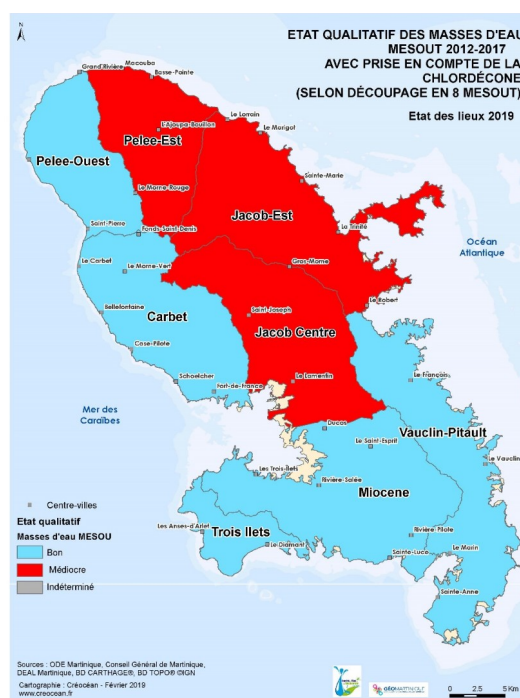 N
ETAT QUALITATIF DES MASSES D'EAU
MESOUT 2012-2017
AVEC PRISE EN COMPTE DE LA
CHLORDÉCONE
(SELON DÉCOUPAGE EN 8 MESOUT)
Etat des lieux 2019
Grand-Rivière
Macouba
Basse-Pointe
Pelee-Est
L'Ajoupa-Bouillon
Le Lorrain
Le Marigot
Pelee-Ouest
Le Morne-Rouge
Sainte-Marie
Jacob-Est
Saint-Pierre
Fonds-Saint-Denis
La Trinité
Océan
Atlantique
Le Carbet
Le Morne-Vert
Gros-Morne
Le Robert
Bellefontaine
Carbet
Saint-Joseph
Jacob Centre
Case-Pilote
Schoelcher
Fort-de-France
Le Lamentin
Le François
Mer des
Caraïbes
Ducos
Vauclin-Pitault
Le Saint-Esprit
Le Vauclin
Les Trois-Ilets
Rivière-Salée
Miocene
Centre-villes
Etat qualitatif
Masses d'eau MESOU
Bon
Médiocre
Indéterminé
Les Anses-d'Arlet
Trois Ilets
Le Diamant
Rivière-Pilote
Sainte-Luce
Le Marin
Sainte-Anne
Sources : ODE Martinique, Conseil Général de Martinique,
DEAL Martinique, BD CARTHAGE®, BD TOPO® ©IGN
Cartographie : Créocéan - Février 2019
www.creocean.fr
GÉOMARTINIQUE
0 2.5 5 Km